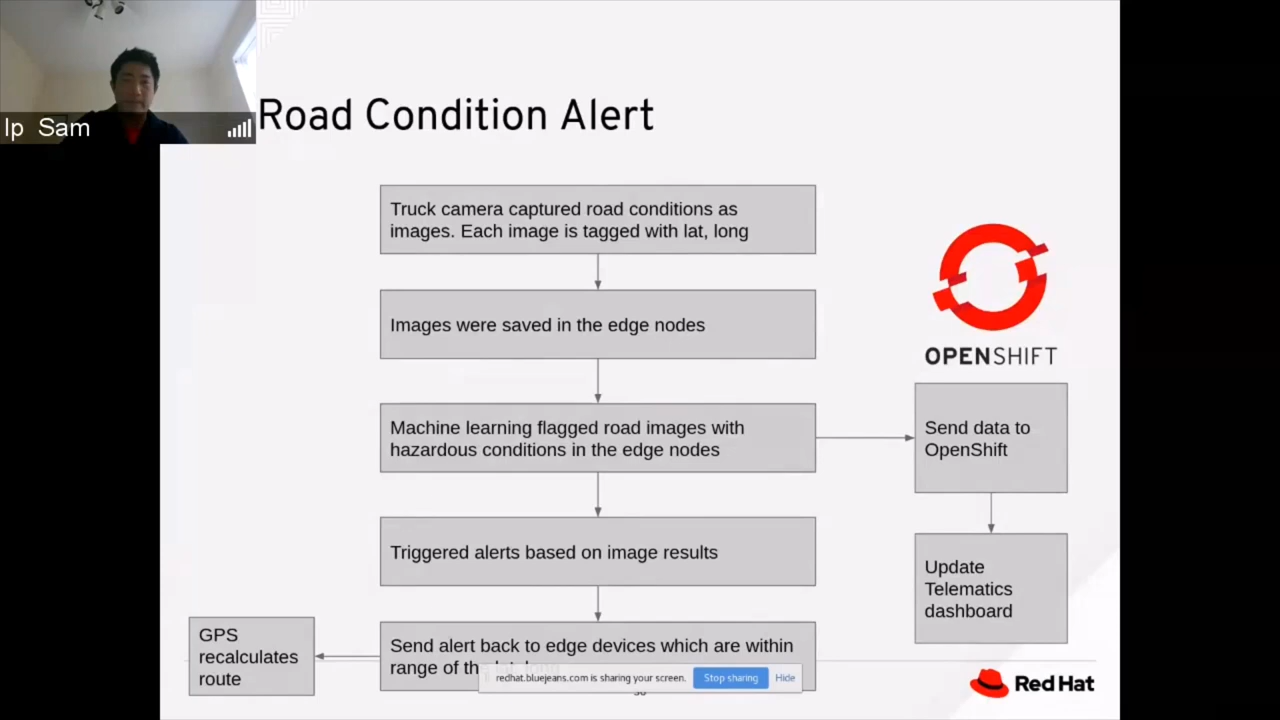 Ip Sam
Road Condition Alert
Truck camera captured road conditions as
images. Each image is tagged with lat, long
Images were saved in the edge nodes
Machine learning flagged road images with
hazardous conditions in the edge nodes
Triggered alerts based on image results
Send alert back to edge devices which are within
range of the
GPS
recalculates
route
OPENSHIFT
Send data to
OpenShift
Update
Telematics
dashboard
redhat.bluejeans.com is sharing your screen.
Stop sharing
Hide
Red Hat